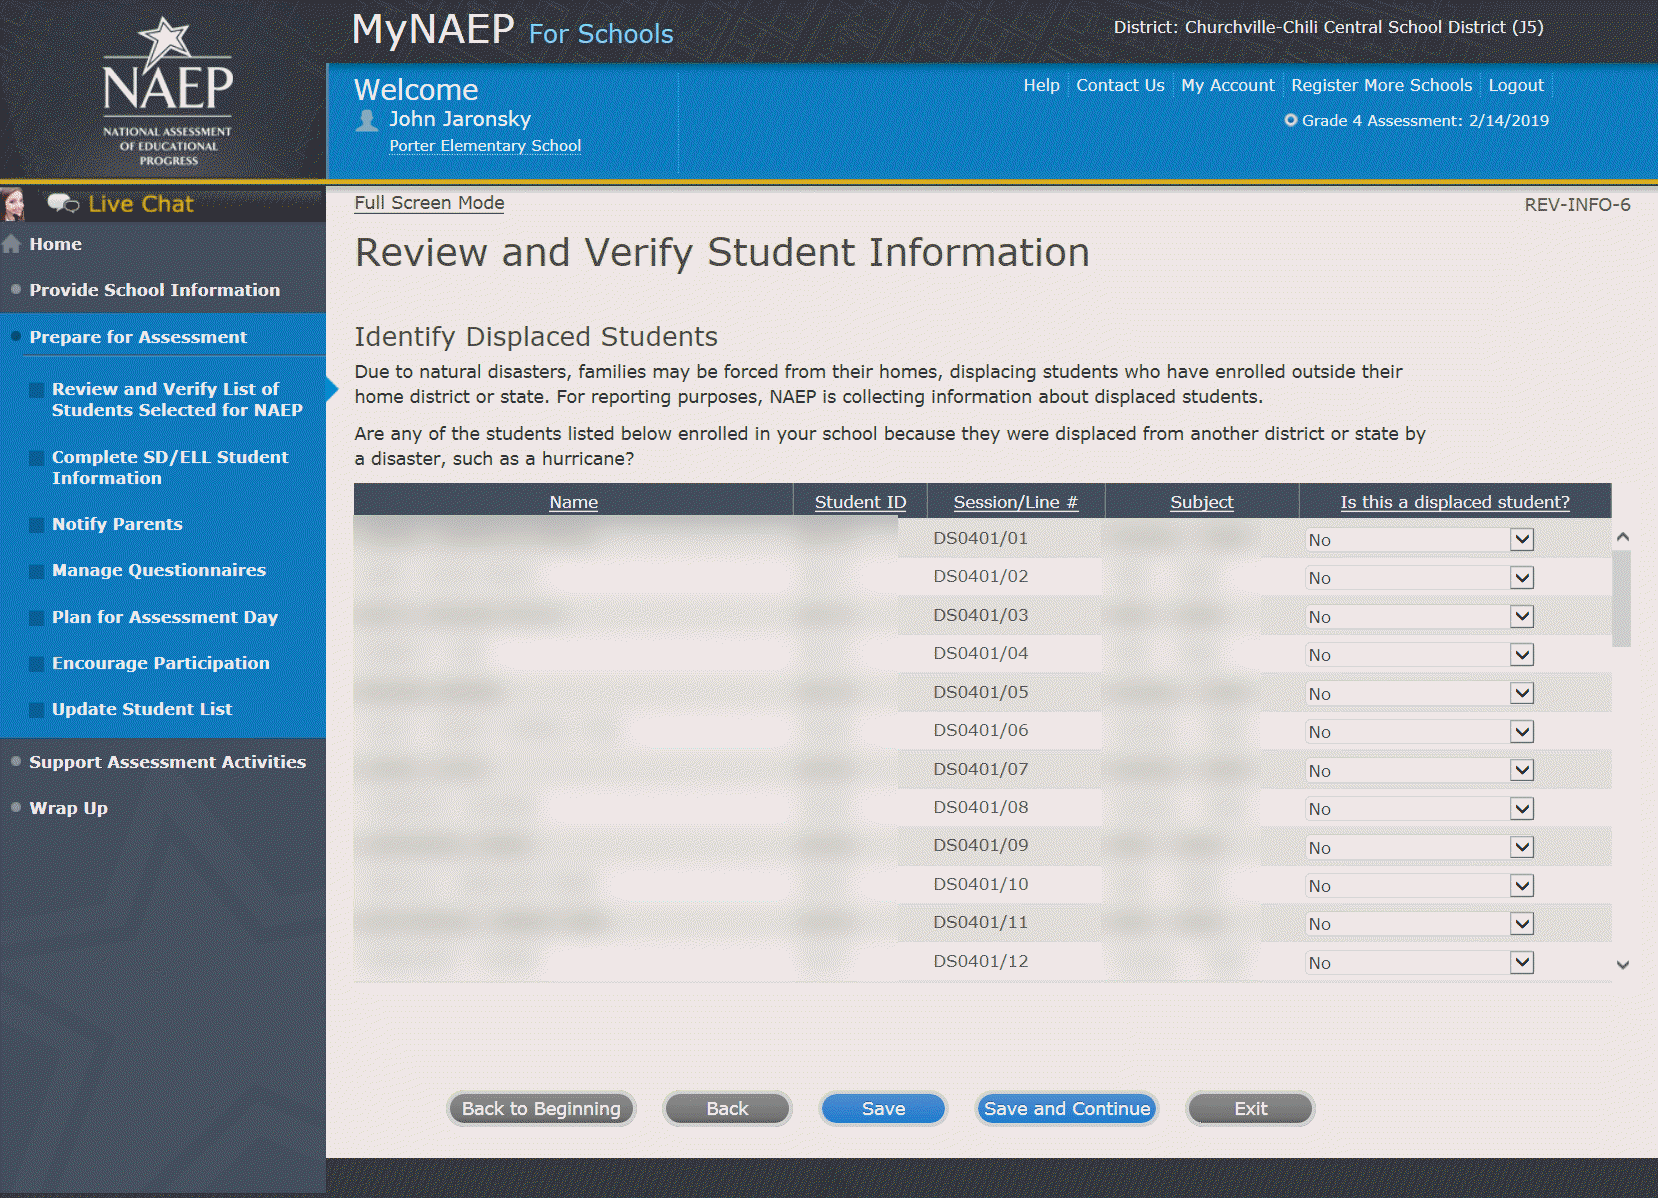 MyNAEP For Schools
District: Churchville-Chili Central School District (J5)
NAEP
NATIONAL ASSESSMENT
OF EDUCATIONAL
PROGRESS
Welcome
John Jaronsky
Porter Elementary School
Help Contact Us My Account Register More Schools Logout
Grade 4 Assessment: 2/14/2019
Live Chat
Home
Provide School Information
Prepare for Assessment
Review and Verify List of
Students Selected for NAEP
Complete SD/ELL Student
Information
Notify Parents
Manage Questionnaires
Plan for Assessment Day
Encourage Participation
Update Student List
Support Assessment Activities
Wrap Up
Full Screen Mode
REV-INFO-6
Review and Verify Student Information
Identify Displaced Students
Due to natural disasters, families may be forced from their homes, displacing students who have enrolled outside their
home district or state. For reporting purposes, NAEP is collecting information about displaced students.
Are any of the students listed below enrolled in your school because they were displaced from another district or state by
a disaster, such as a hurricane?
Name Student ID Session/Line # Subject Is this a displaced student?
DS0401/01 No
DS0401/02 No
DS0401/03 No
DS0401/04 No
DS0401/05 No
DS0401/06 No
DS0401/07 No
DS0401/08 No
DS0401/09 No
DS0401/10 No
DS0401/11 No
DS0401/12 No
Back to Beginning Back Save Save and Continue Exit